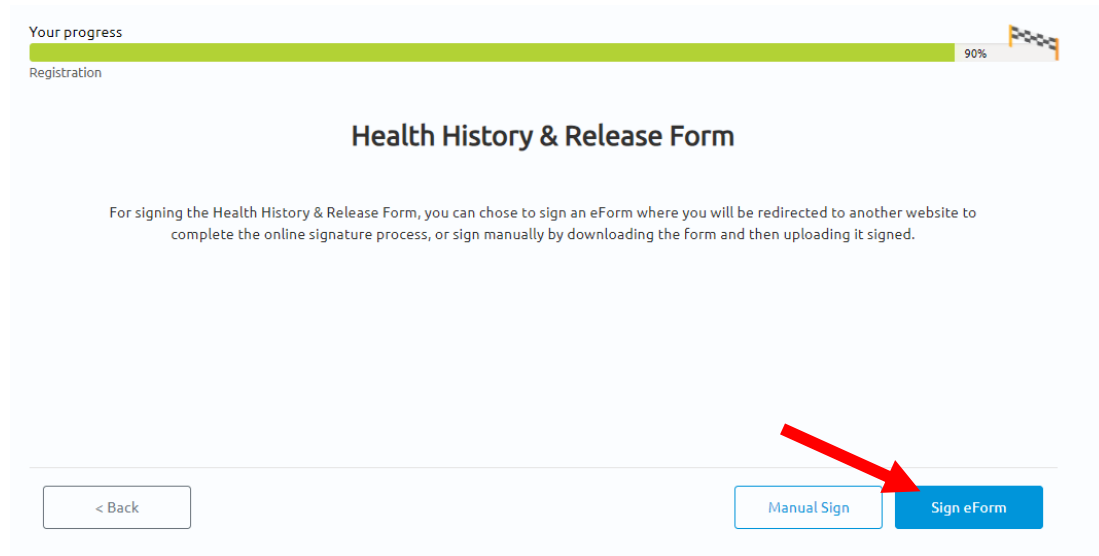 Your progress
90%
Registration
Health History & Release Form
For signing the Health History & Release Form, you can chose to sign an eForm where you will be redirected to another website to
complete the online signature process, or sign manually by downloading the form and then uploading it signed.
< Back
Manual Sign
Sign eForm